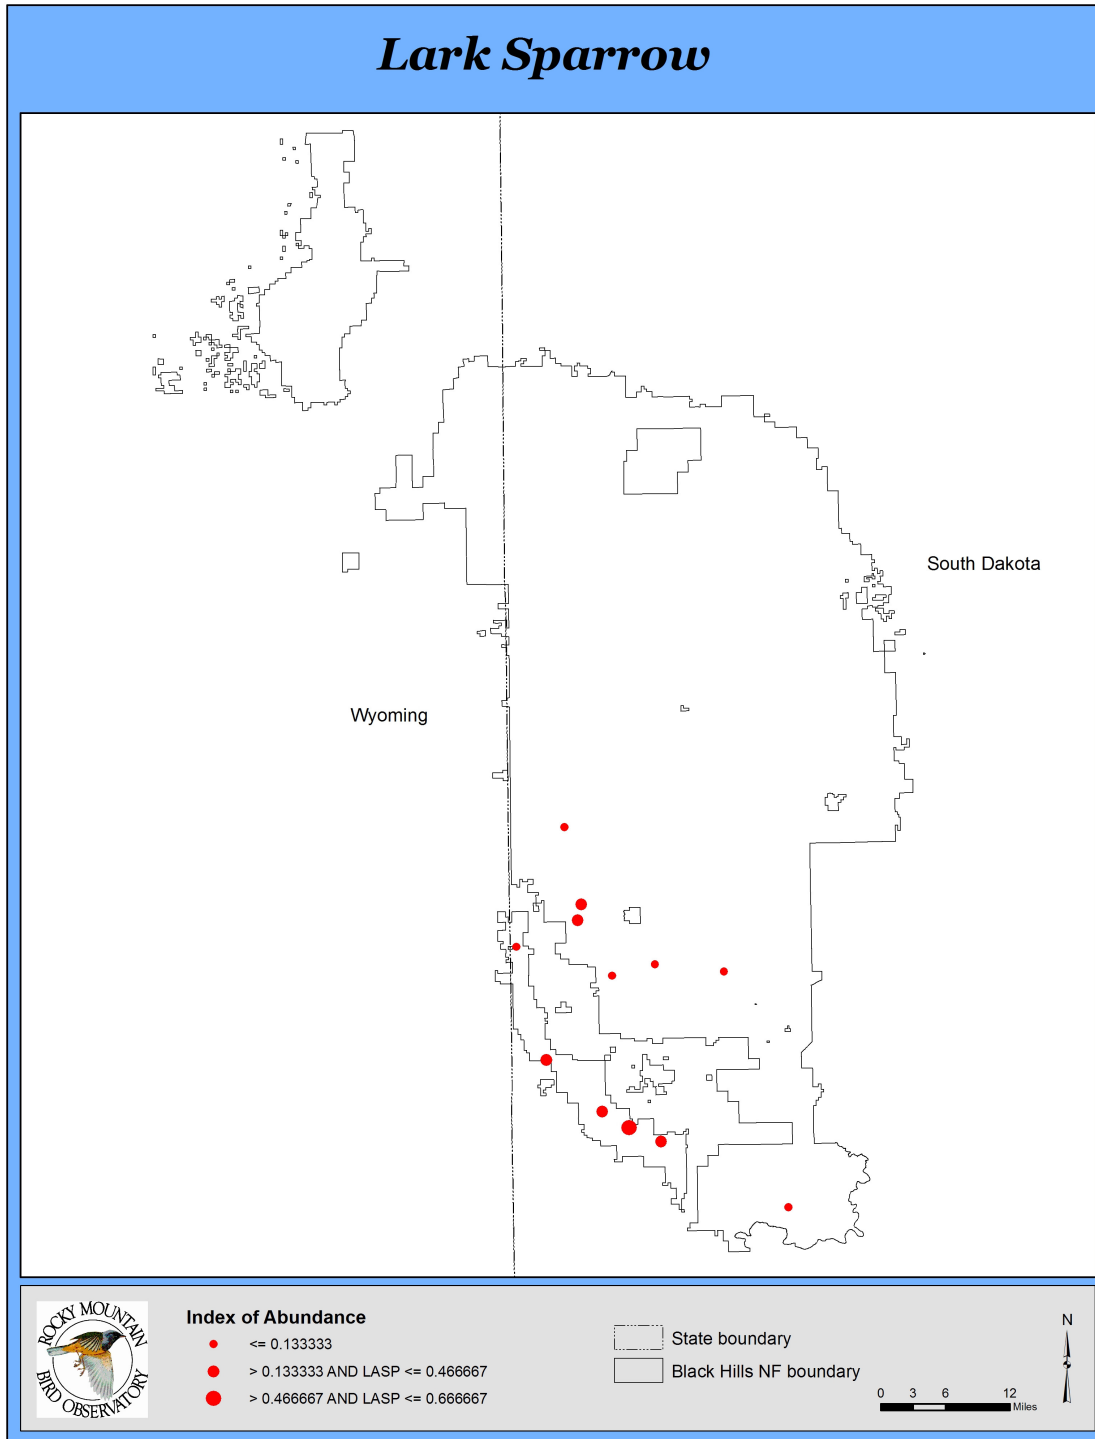 Lark Sparrow
South Dakota
Wyoming
ROCKY MOUNTAIN
BIRD OBSERVATORY
Index of Abundance
<= 0.133333
> 0.133333 AND LASP <= 0.466667
> 0.466667 AND LASP <= 0.666667
State boundary
Black Hills NF boundary
N
0 3 6 12
Miles